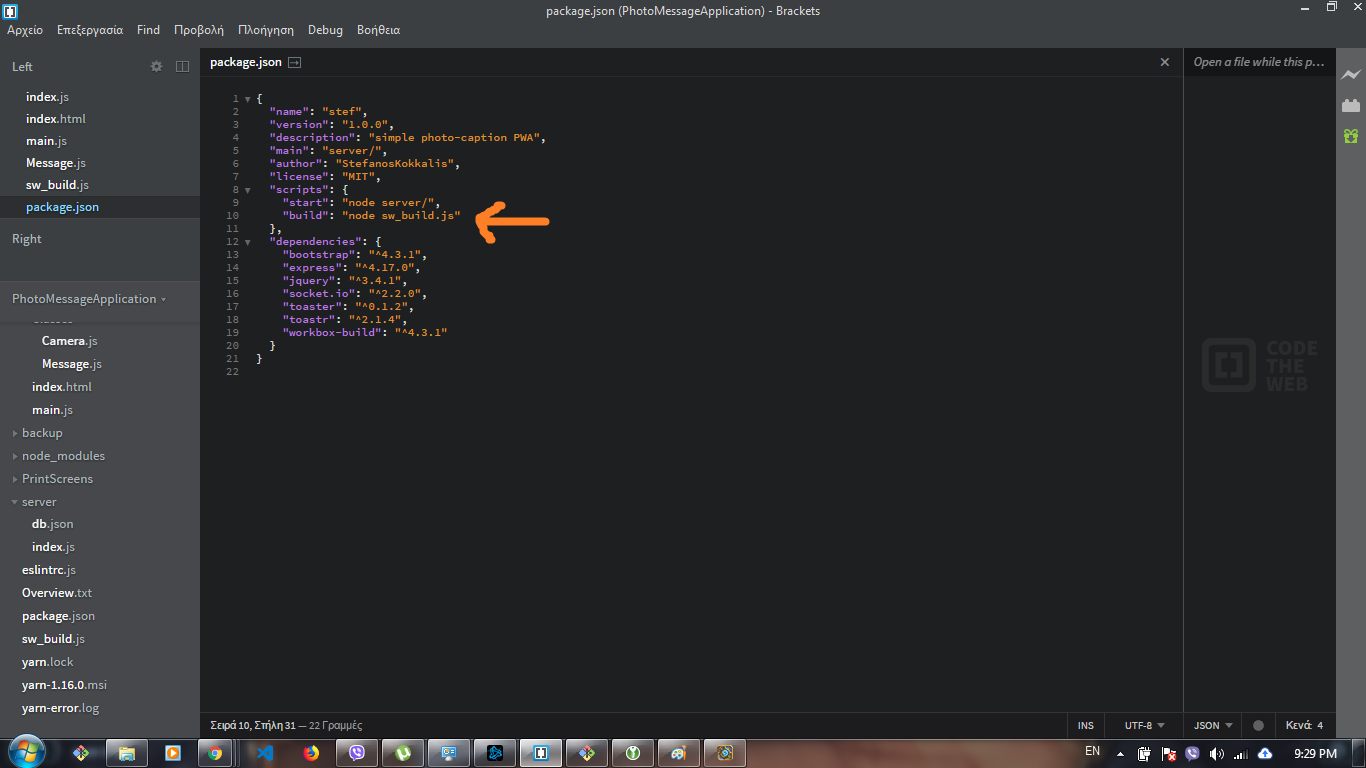 package.json (PhotoMessageApplication) - Brackets
Αρχείο Επεξεργασία Find Προβολή Πλοήγηση Debug Βοήθεια
Left
index.js
index.html
main.js
Message.js
sw_build.js
package.json
Right
PhotoMessageApplication
Camera.js
Message.js
index.html
main.js
backup
node_modules
PrintScreens
server
db.json
index.js
eslintrc.js
Overview.txt
package.json
sw_build.js
yarn.lock
yarn-1.16.0.msi
yarn-error.log
package.json
1 {
2 "name": "stef",
3 "version": "1.0.0",
4 "description": "simple photo-caption PWA",
5 "main": "server/",
6 "author": "StefanosKokkalis",
7 "license": "MIT",
8 "scripts": {
9 "start": "node server/",
10 "build": "node sw_build.js"
11 },
12 "dependencies": {
13 "bootstrap": "^4.3.1",
14 "express": "^4.17.0",
15 "jquery": "^3.4.1",
16 "socket.io": "^2.2.0",
17 "toaster": "^0.1.2",
18 "toastr": "^2.1.4",
19 "workbox-build": "^4.3.1"
20 }
21 }
22
Open a file while this p...
CODE
THE
WEB
Σειρά 10, Στήλη 31 — 22 Γραμμές
INS UTF-8 JSON Κενά: 4
EN 9:29 PM